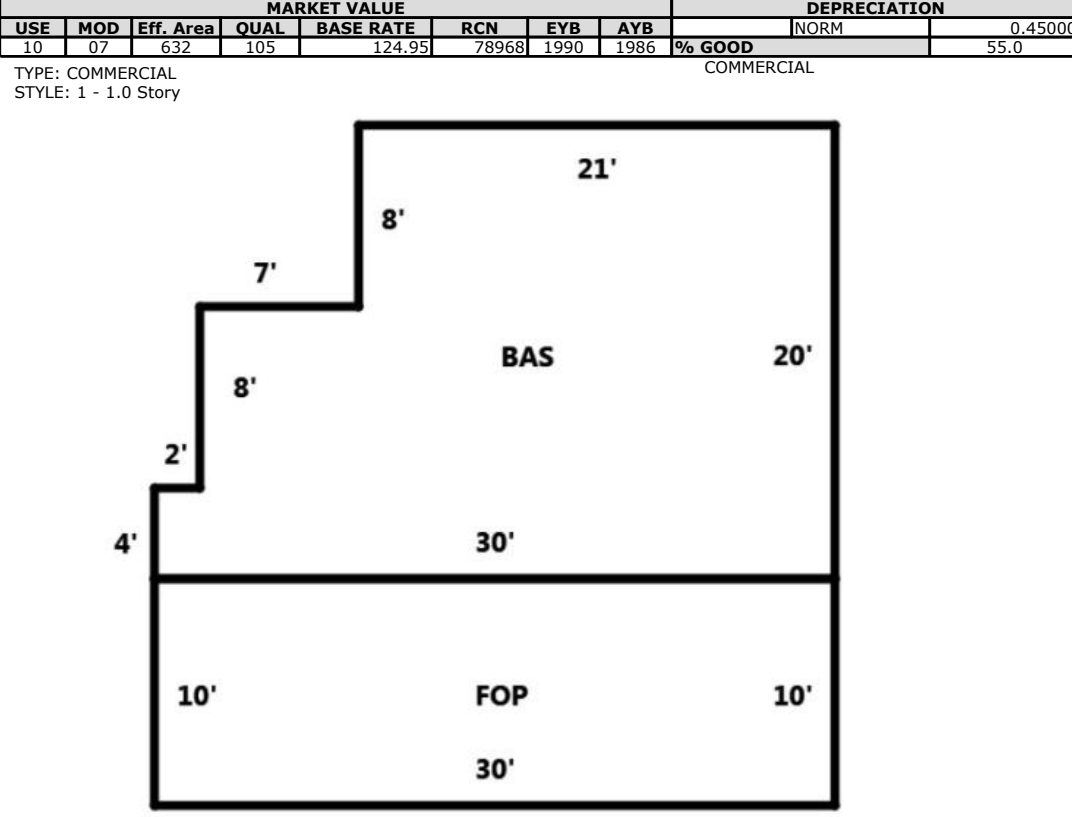 MARKET VALUE DEPRECIATION
USE MOD Eff. Area QUAL BASE RATE RCN EYB AYB NORM 0.45000
10 07 632 105 124.95 78968 1990 1986 % GOOD 55.0
TYPE: COMMERCIAL COMMERCIAL
STYLE: 1 - 1.0 Story
21'
8'
7'
BAS 20'
8'
2'
4' 30'
10' FOP 10'
30'